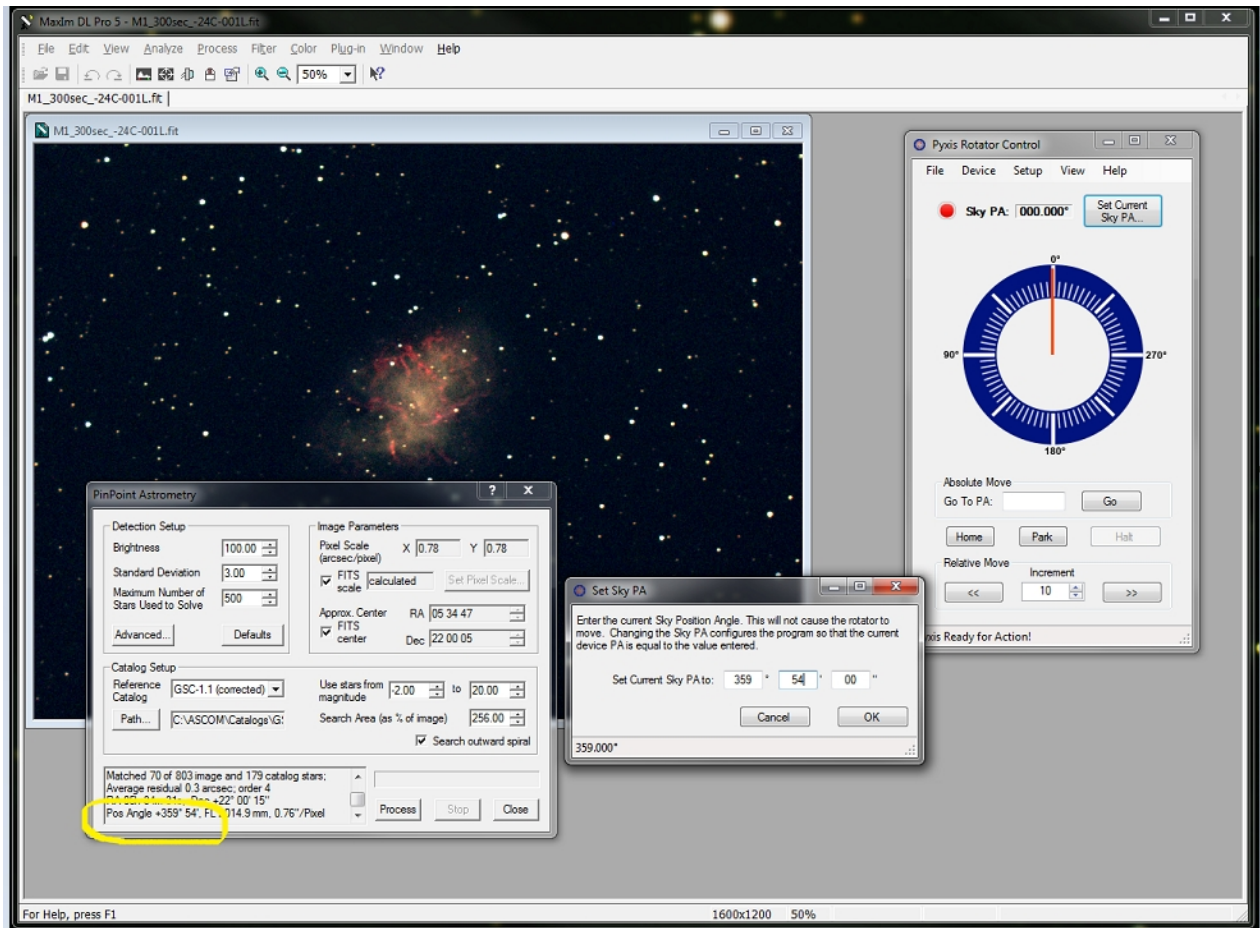 MaxIm DL Pro 5 - M1_300sec_-24C-001L.fit
File Edit View Analyze Process Filter Color Plug-in Window Help
50%
M1_300sec_-24C-001L.fit
M1_300sec_-24C-001L.fit
Pyxis Rotator Control
File Device Setup View Help
Sky PA: 000.000° Set Current
Sky PA...
0°
90° 270°
180°
Absolute Move
Go To PA: Go
Home Park Halt
Relative Move
Increment
<< 10 >>
Ready for Action!
PinPoint Astrometry
Detection Setup
Brightness 100.00
Standard Deviation 3.00
Maximum Number of
Stars Used to Solve 500
Advanced... Defaults
Image Parameters
Pixel Scale
(arcsec/pixel) X 0.78 Y 0.78
FITS
scale calculated Set Pixel Scale...
Approx. Center RA 05 34 47
FITS
center Dec 22 00 05
Catalog Setup
Reference
Catalog GSC-1.1 (corrected)
Path... C:\ASCOM\Catalogs\G
Use stars from
magnitude -2.00 to 20.00
Search Area (as % of image) 256.00
Search outward spiral
Matched 70 of 803 image and 179 catalog stars;
Average residual 0.3 arcsec; order 4
+22° 00' 15"
Pos Angle +359° 54', FL 014.9 mm, 0.76"/Pixel
Process Stop Close
Set Sky PA
Enter the current Sky Position Angle. This will not cause the rotator to
move. Changing the Sky PA configures the program so that the current
device PA is equal to the value entered.
Set Current Sky PA to: 359 ° 54 ' 00 "
Cancel OK
359.000°
For Help, press F1
1600x1200 50%